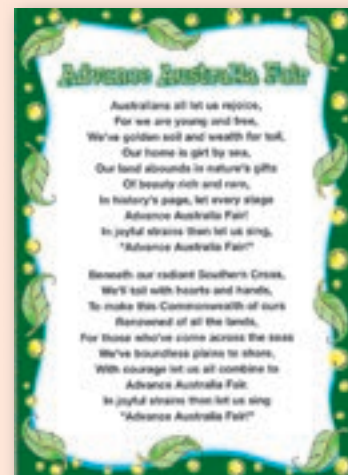 Advance Australia Fair
Australians all let us rejoice,
For we are young and free,
We've golden soil and wealth for toil,
Our home is girt by sea,
Our land abounds in nature's gifts
Of beauty rich and rare,
In history's page, let every stage
Advance Australia Fair!
In joyful strains then let us sing,
"Advance Australia Fair!"
Beneath our radiant Southern Cross,
We'll toil with hearts and hands,
To make this Commonwealth of ours
Renowned of all the lands,
For those who've come across the seas
We've boundless plains to share,
With courage let us all combine to
Advance Australia Fair.
In joyful strains then let us sing
"Advance Australia Fair!"